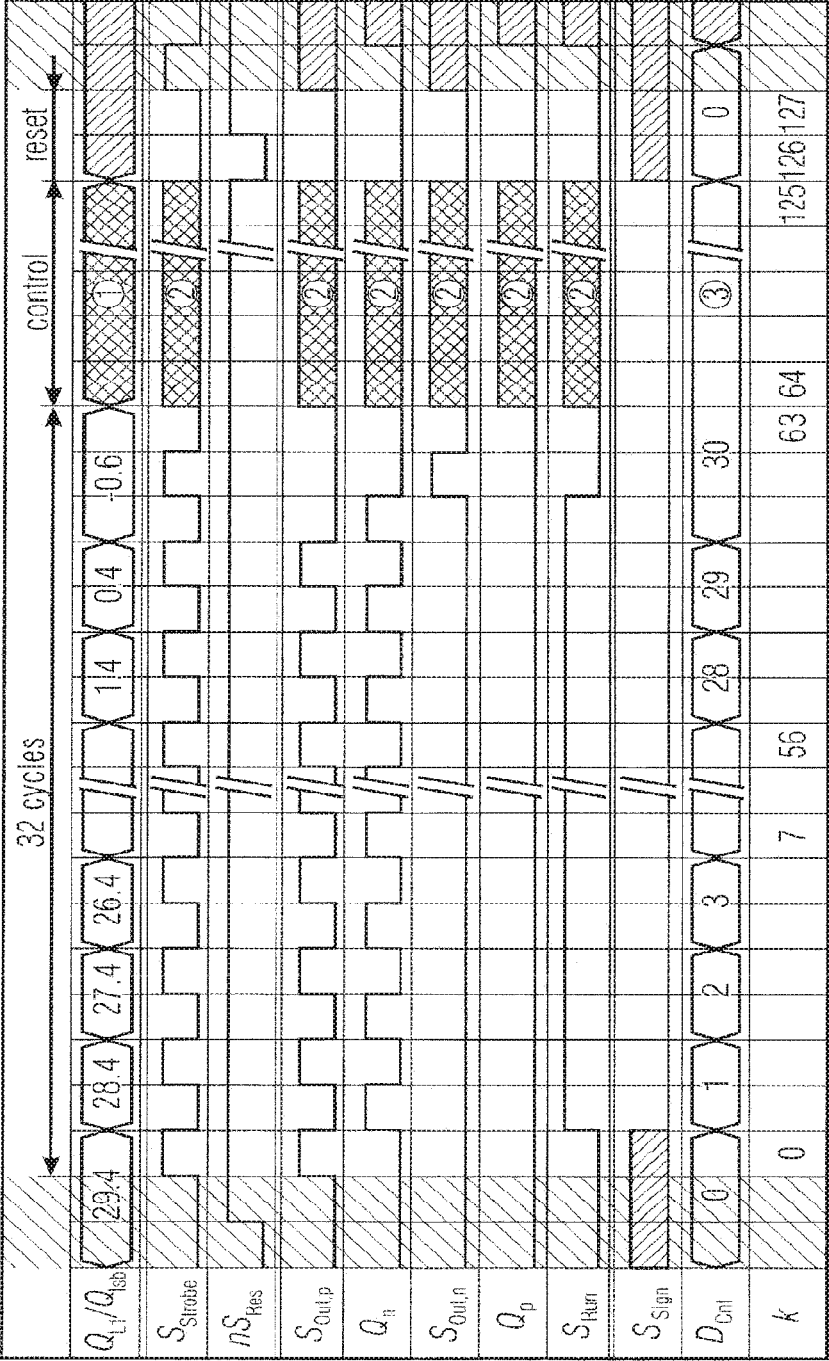 32 cycles control reset
Q_L1/Q_lsb 29.4 28.4 27.4 26.4 1.4 0.4 -0.6 ①
S_Strobe ②
nS_Res
S_Out,p ②
Q_n ②
S_Out,n ②
Q_p ②
S_Run ②
S_Sign
D_Cnt 0 1 2 3 28 29 30 ③ 0
k 0 7 56 63 64 125 126 127